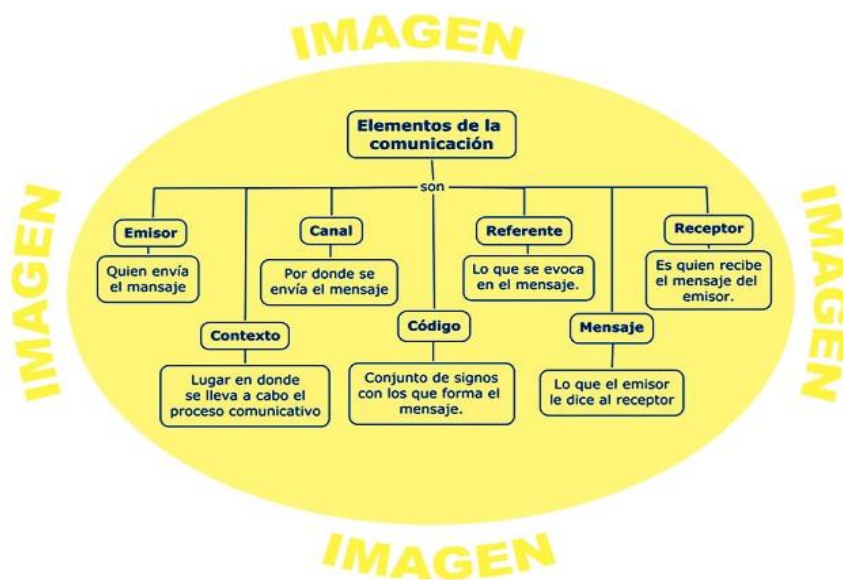 IMAGEN
Elementos de la
comunicación
son
IMAGEN
IMAGEN
Emisor
Quien envía
el mansaje
Canal
Por donde se
envía el mensaje
Referente
Lo que se evoca
en el mensaje.
Receptor
Es quien recibe
el mensaje del
emisor.
Contexto
Lugar en donde
se lleva a cabo el
proceso comunicativo
Código
Conjunto de signos
con los que forma el
mensaje.
Mensaje
Lo que el emisor
le dice al receptor
IMAGEN